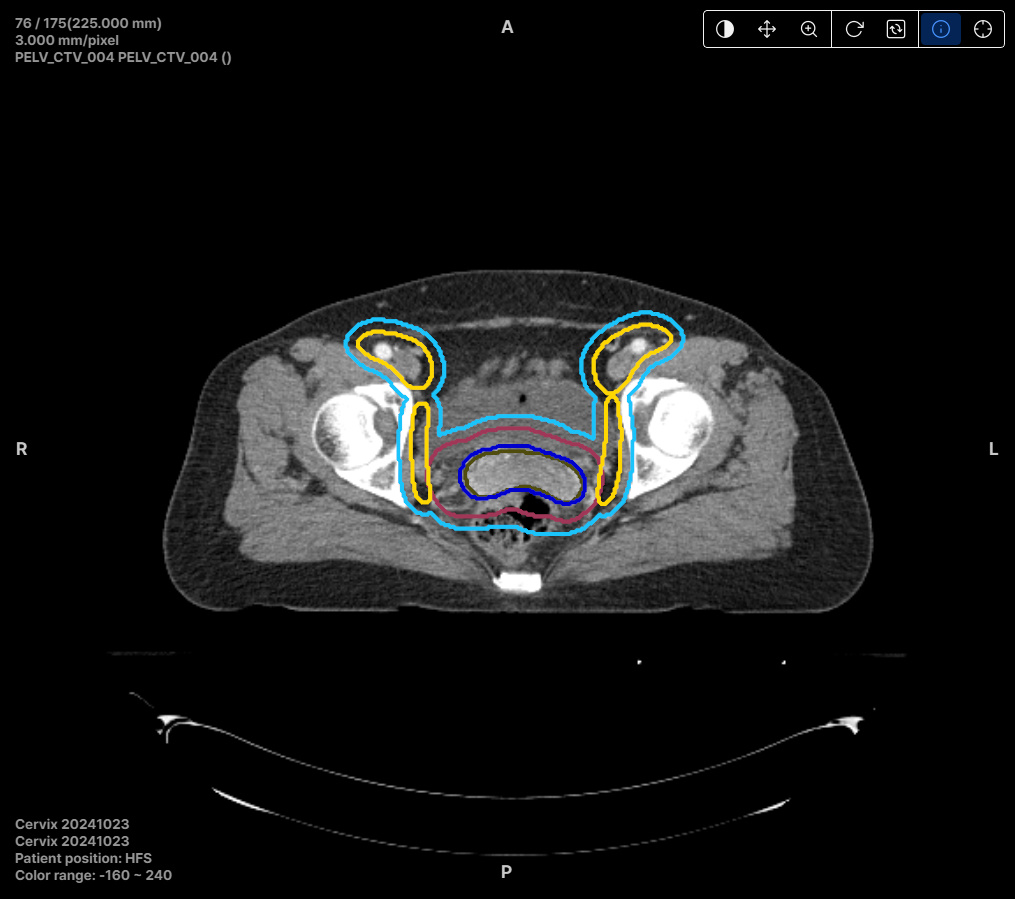 76 / 175(225.000 mm)
3.000 mm/pixel
PELV_CTV_004 PELV_CTV_004 ()
A
R
L
Cervix 20241023
Cervix 20241023
Patient position: HFS
Color range: -160 ~ 240
P